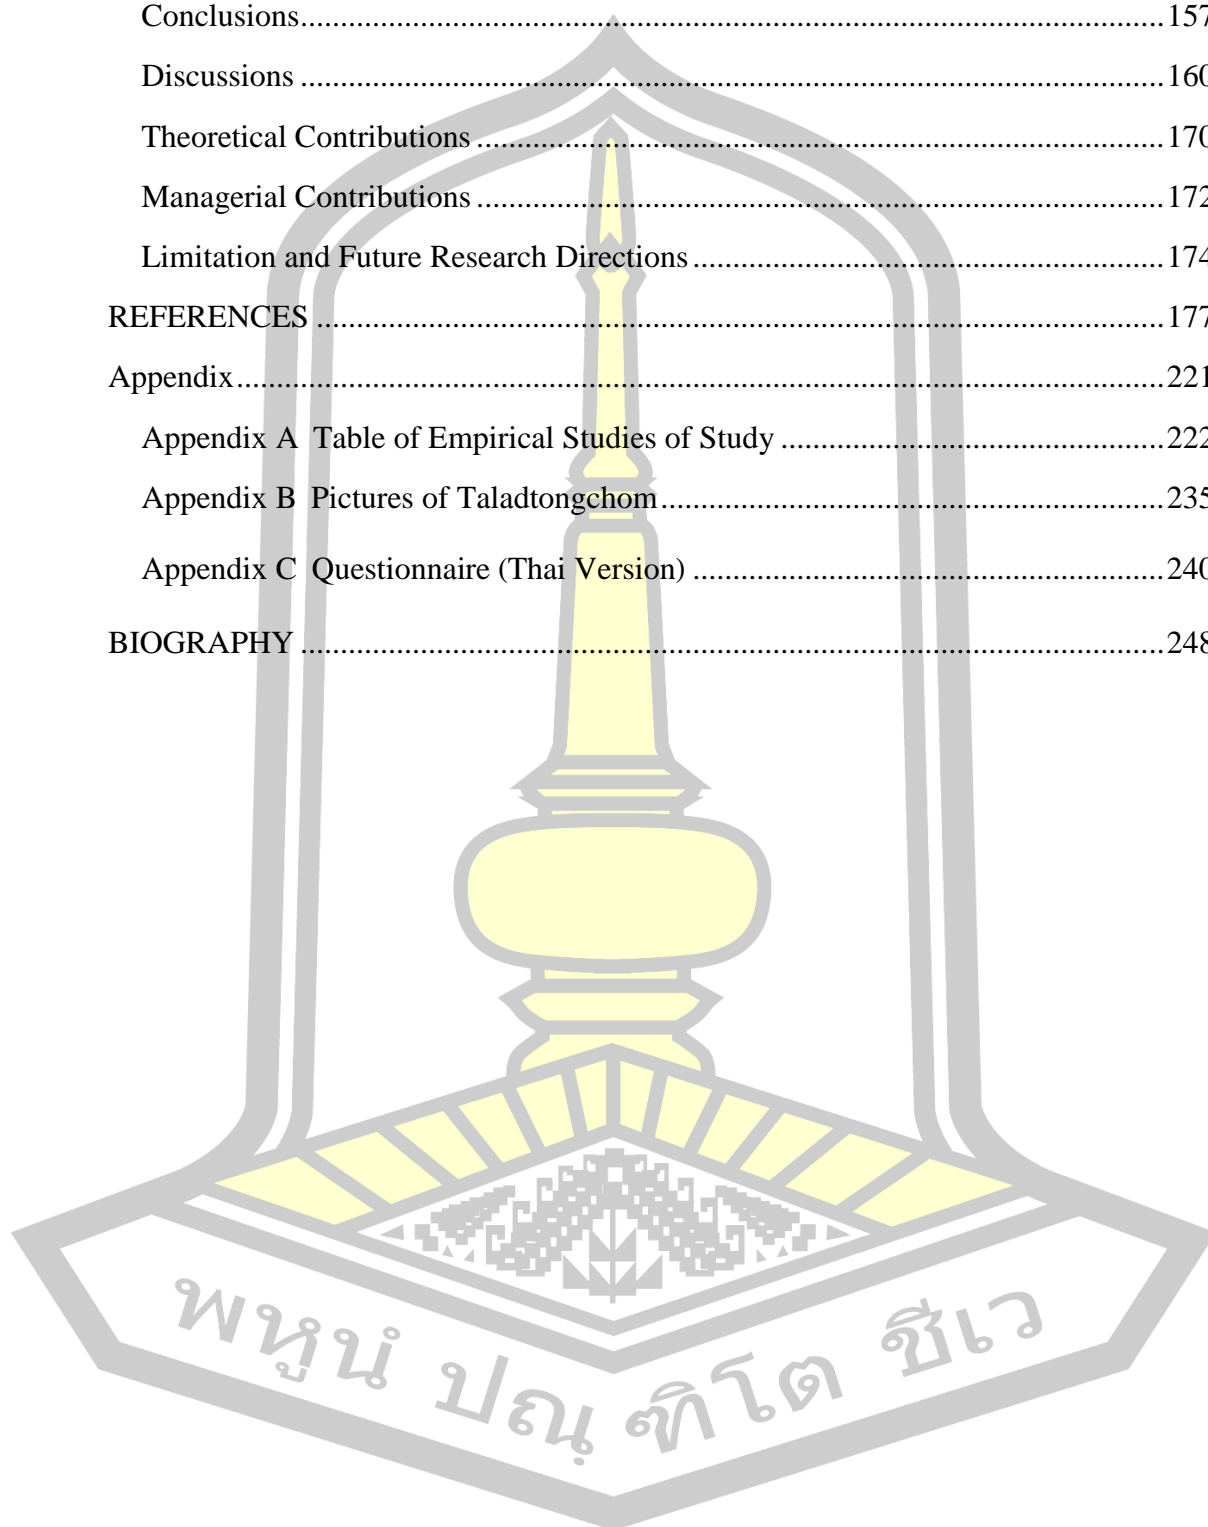 Conclusions..........157
Discussions ..........160
Theoretical Contributions ..........170
Managerial Contributions ..........172
Limitation and Future Research Directions ..........174
REFERENCES ..........177
Appendix..........221
Appendix A  Table of Empirical Studies of Study ..........222
Appendix B  Pictures of Taladtongchom..........235
Appendix C  Questionnaire (Thai Version) ..........240
BIOGRAPHY ..........248
พหูนํ ปณฺฑิโต ชีเว